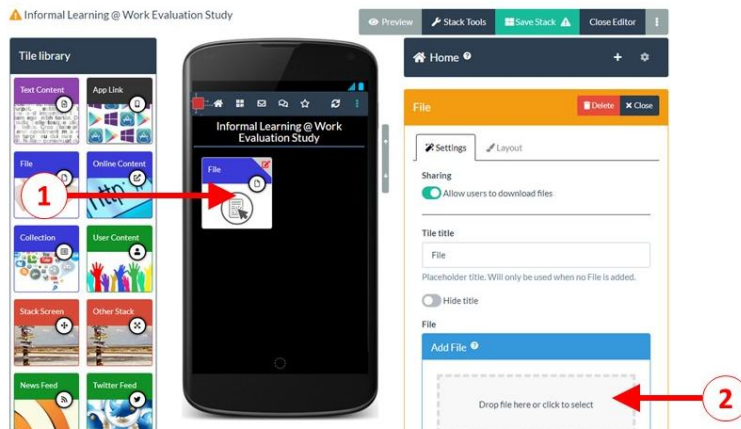 Informal Learning @ Work Evaluation Study
Preview
Stack Tools
Save Stack
Close Editor
Tile library
Text Content
App Link
File
Online Content
Http:
Collection
User Content
Stack Screen
Other Stack
News Feed
Twitter Feed
1
Informal Learning @ Work
Evaluation Study
File
Home
File
Delete
Close
Settings
Layout
Sharing
Allow users to download files
Tile title
File
Placeholder title. Will only be used when no File is added.
Hide title
File
Add File
Drop file here or click to select
2